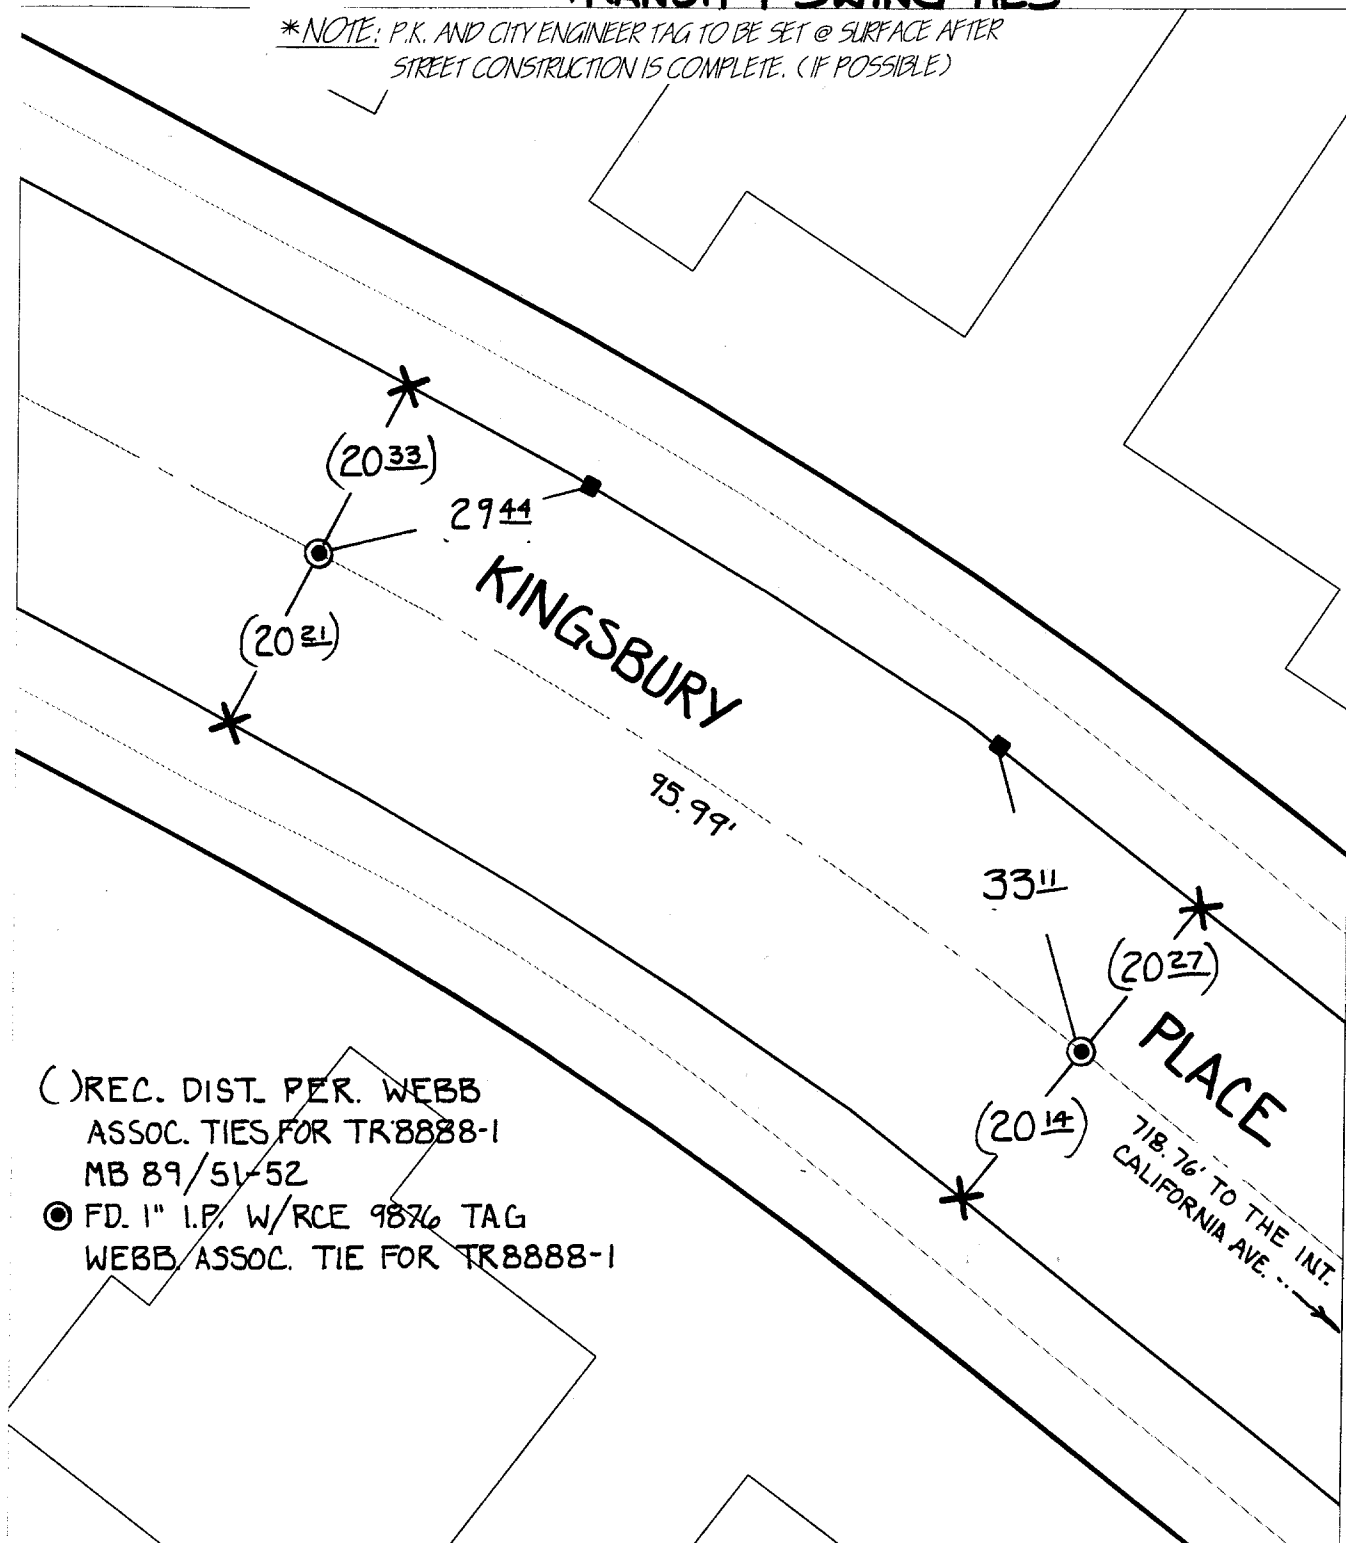 SWING TIES
*NOTE: P.K. AND CITY ENGINEER TAG TO BE SET @ SURFACE AFTER
STREET CONSTRUCTION IS COMPLETE. (IF POSSIBLE)
(20 33)
29 44
(20 21)
KINGSBURY
95.99'
33 11
(20 27)
PLACE
(20 14)
718.76' TO THE INT.
CALIFORNIA AVE.
( ) REC. DIST. PER. WEBB
ASSOC. TIES FOR TR8888-1
MB 89/51-52
FD. 1" I.P. W/RCE 9876 TAG
WEBB ASSOC. TIE FOR TR8888-1